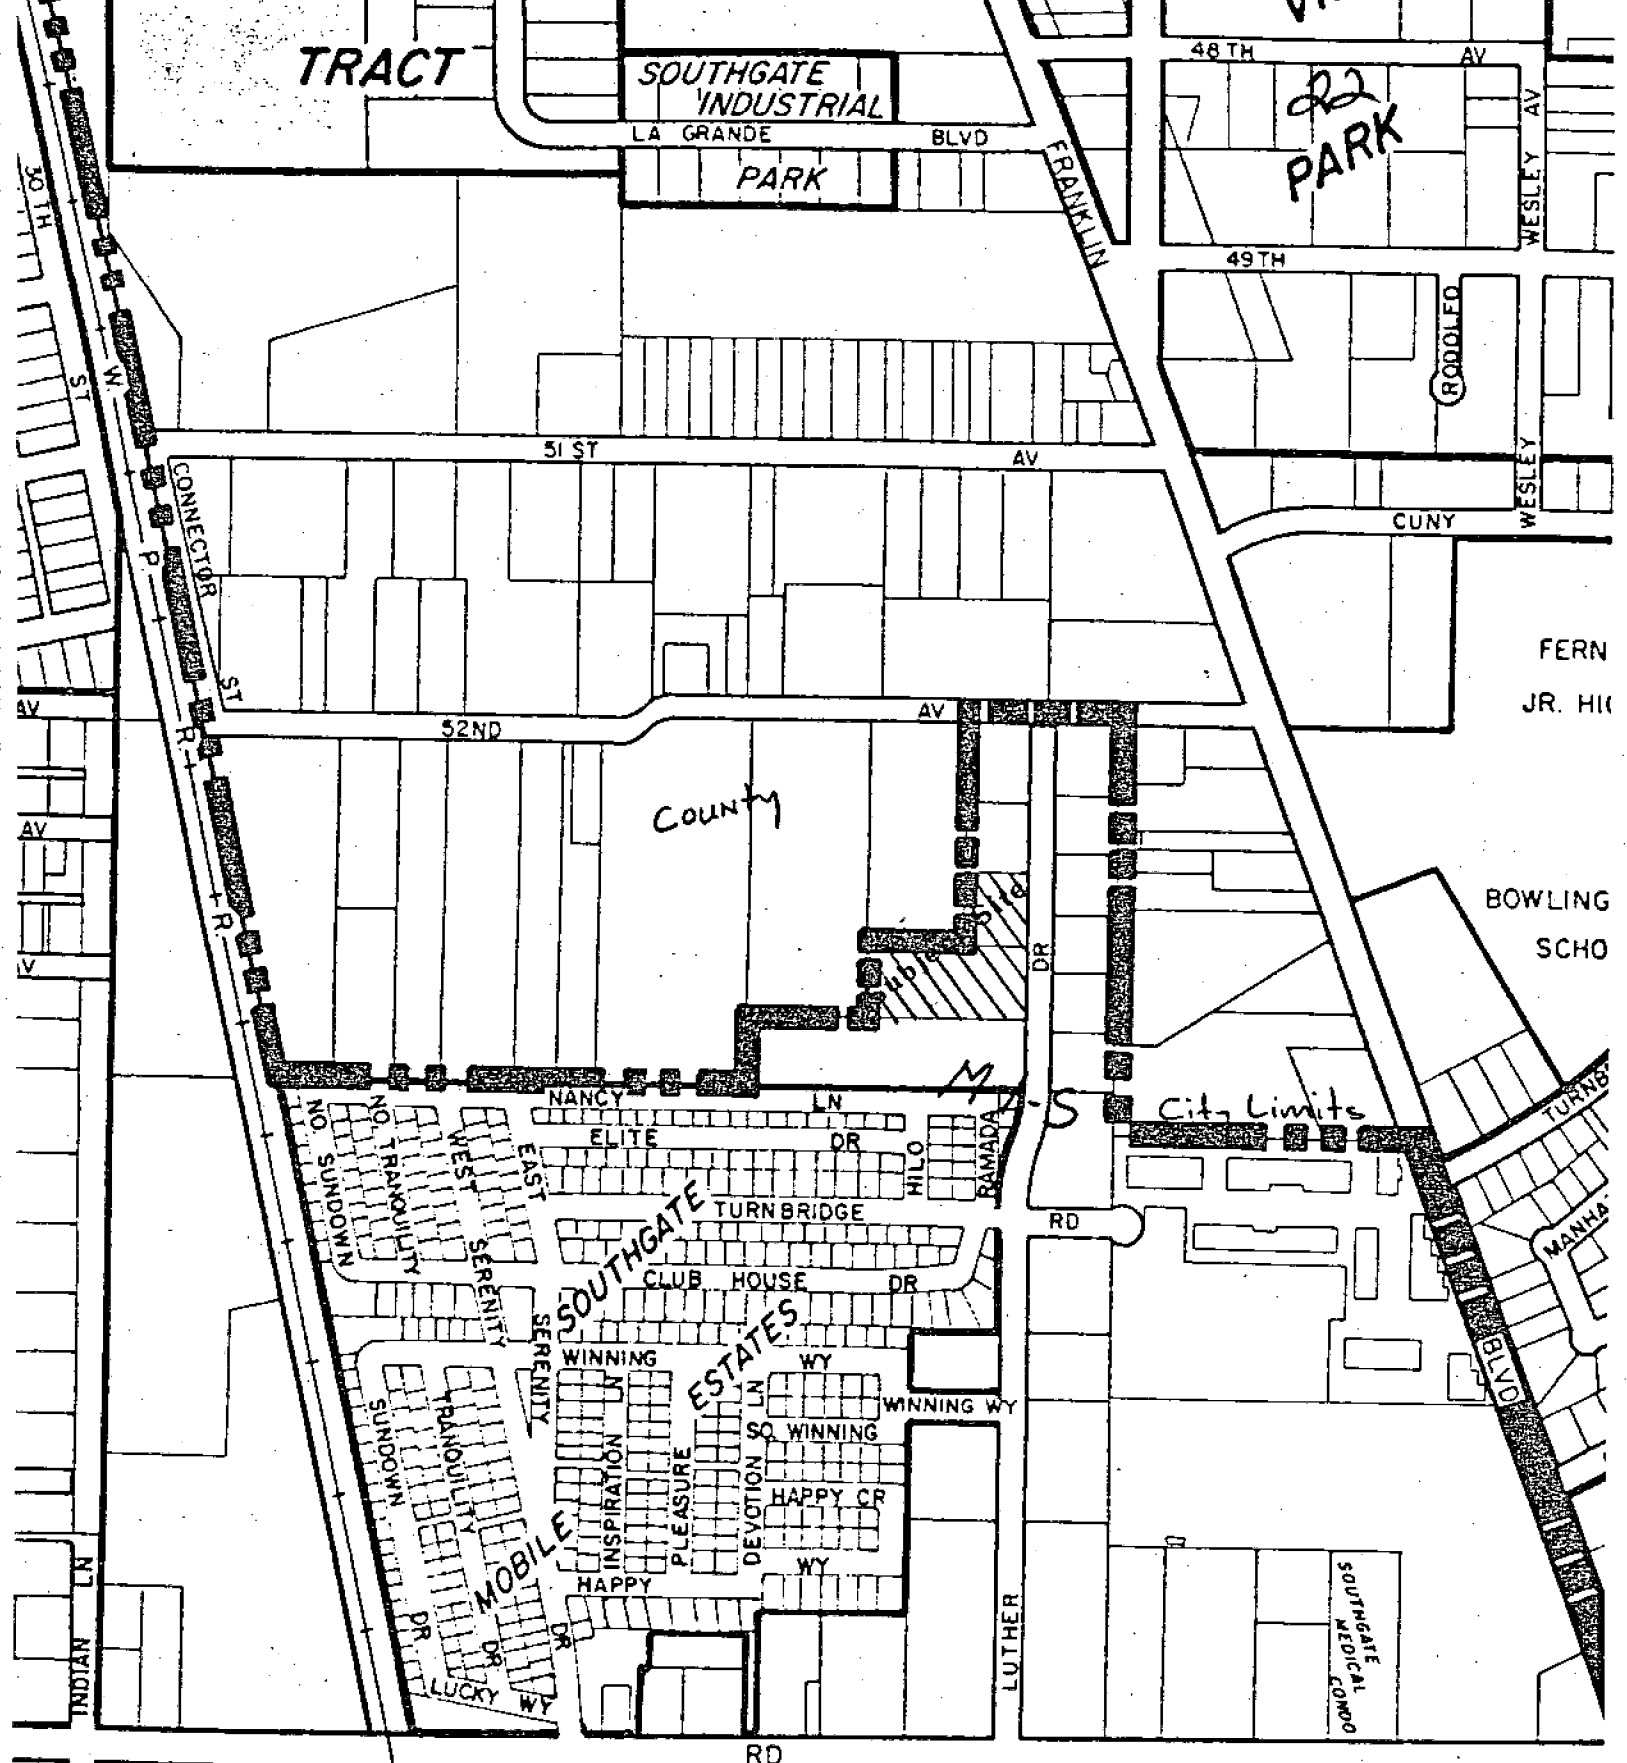 48 TH AV
TRACT
SOUTHGATE
INDUSTRIAL
22
PARK
LA GRANDE BLVD
PARK
FRANKLIN
WESLEY AV
30 TH
ST
49TH
RODOLFO
W.
51 ST AV
CONNECTOR
ST
WESLEY
CUNY
P
FERN
JR. HI
AV
R.
52ND AV
County
AV
Site
BOWLING
SCHO
R.
DR
NANCY LN
City Limits
TURNB
ELITE DR
HILO
RAMADA
NO. SUNDOWN
NO. TRANQUILITY
WEST
SERENITY
EAST
SERENITY
TURNBRIDGE RD
MANHA
SOUTHGATE
CLUB HOUSE DR
WINNING WY
ESTATES
BLVD
WINNING WY
SO. WINNING
SUNDOWN
DR
TRANQUILITY
DR
INSPIRATION LN
PLEASURE
DEVOTION LN
HAPPY CR
MOBILE
WY
HAPPY
DR
LUCKY WY
INDIAN LN
LUTHER
SOUTHGATE
MEDICAL
CONDO
RD